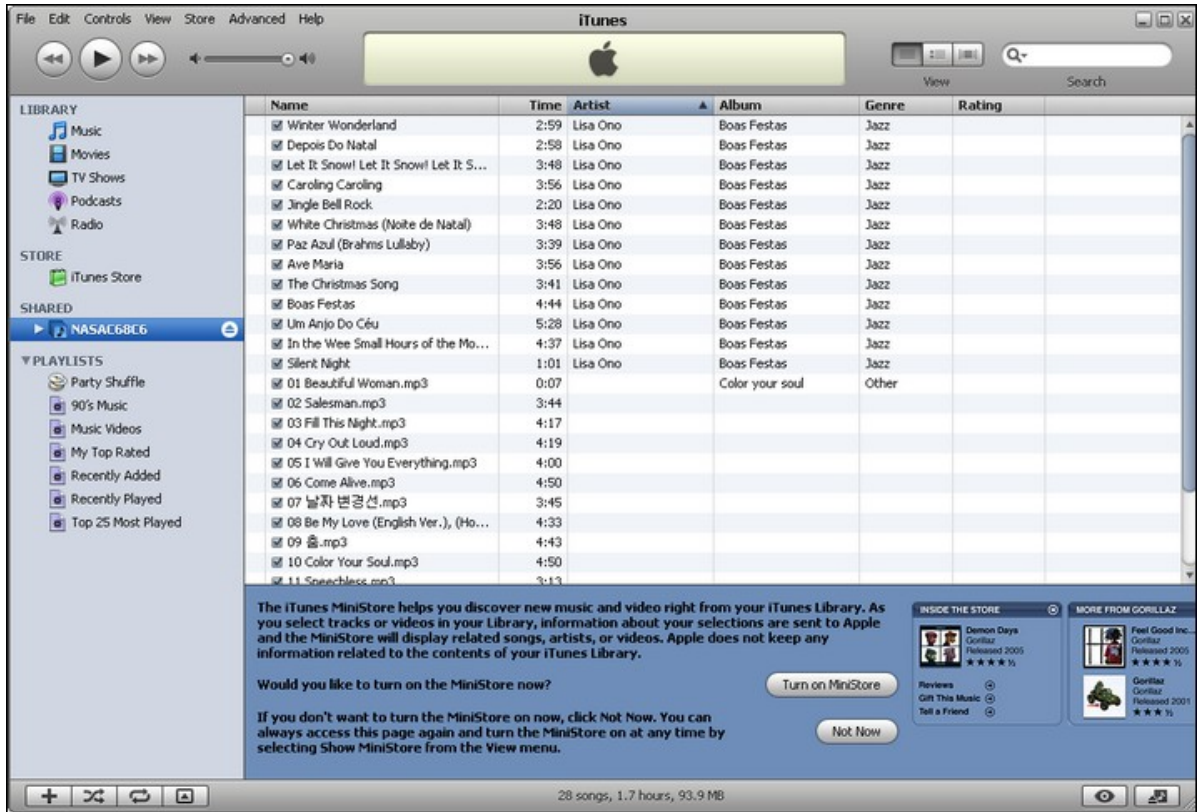 File Edit Controls View Store Advanced Help
iTunes
View
Search
LIBRARY
Music
Movies
TV Shows
Podcasts
Radio
STORE
iTunes Store
SHARED
NASAC68C6
PLAYLISTS
Party Shuffle
90's Music
Music Videos
My Top Rated
Recently Added
Recently Played
Top 25 Most Played
Name Time Artist Album Genre Rating
Winter Wonderland 2:59 Lisa Ono Boas Festas Jazz
Depois Do Natal 2:58 Lisa Ono Boas Festas Jazz
Let It Snow! Let It Snow! Let It S... 3:48 Lisa Ono Boas Festas Jazz
Caroling Caroling 3:56 Lisa Ono Boas Festas Jazz
Jingle Bell Rock 2:20 Lisa Ono Boas Festas Jazz
White Christmas (Noite de Natal) 3:48 Lisa Ono Boas Festas Jazz
Paz Azul (Brahms Lullaby) 3:39 Lisa Ono Boas Festas Jazz
Ave Maria 3:56 Lisa Ono Boas Festas Jazz
The Christmas Song 3:41 Lisa Ono Boas Festas Jazz
Boas Festas 4:44 Lisa Ono Boas Festas Jazz
Um Anjo Do Céu 5:28 Lisa Ono Boas Festas Jazz
In the Wee Small Hours of the Mo... 4:37 Lisa Ono Boas Festas Jazz
Silent Night 1:01 Lisa Ono Boas Festas Jazz
01 Beautiful Woman.mp3 0:07 Color your soul Other
02 Salesman.mp3 3:44
03 Fill This Night.mp3 4:17
04 Cry Out Loud.mp3 4:19
05 I Will Give You Everything.mp3 4:00
06 Come Alive.mp3 4:50
07 날짜 변경선.mp3 3:45
08 Be My Love (English Ver.), (Ho... 4:33
09 춤.mp3 4:43
10 Color Your Soul.mp3 4:50
11 Speechless.mp3 3:13
The iTunes MiniStore helps you discover new music and video right from your iTunes Library. As
you select tracks or videos in your Library, information about your selections are sent to Apple
and the MiniStore will display related songs, artists, or videos. Apple does not keep any
information related to the contents of your iTunes Library.
Would you like to turn on the MiniStore now?
Turn on MiniStore
If you don't want to turn the MiniStore on now, click Not Now. You can
always access this page again and turn the MiniStore on at any time by
selecting Show MiniStore from the View menu.
Not Now
INSIDE THE STORE
Demon Days
Gorillaz
Released 2005
Reviews
Gift This Music
Tell a Friend
MORE FROM GORILLAZ
Feel Good Inc...
Gorillaz
Released 2005
Gorillaz
Gorillaz
Released 2001
28 songs, 1.7 hours, 93.9 MB